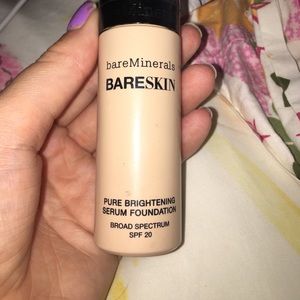 bareMinerals
BARESKIN
PURE BRIGHTENING
SERUM FOUNDATION
BROAD SPECTRUM
SPF 20